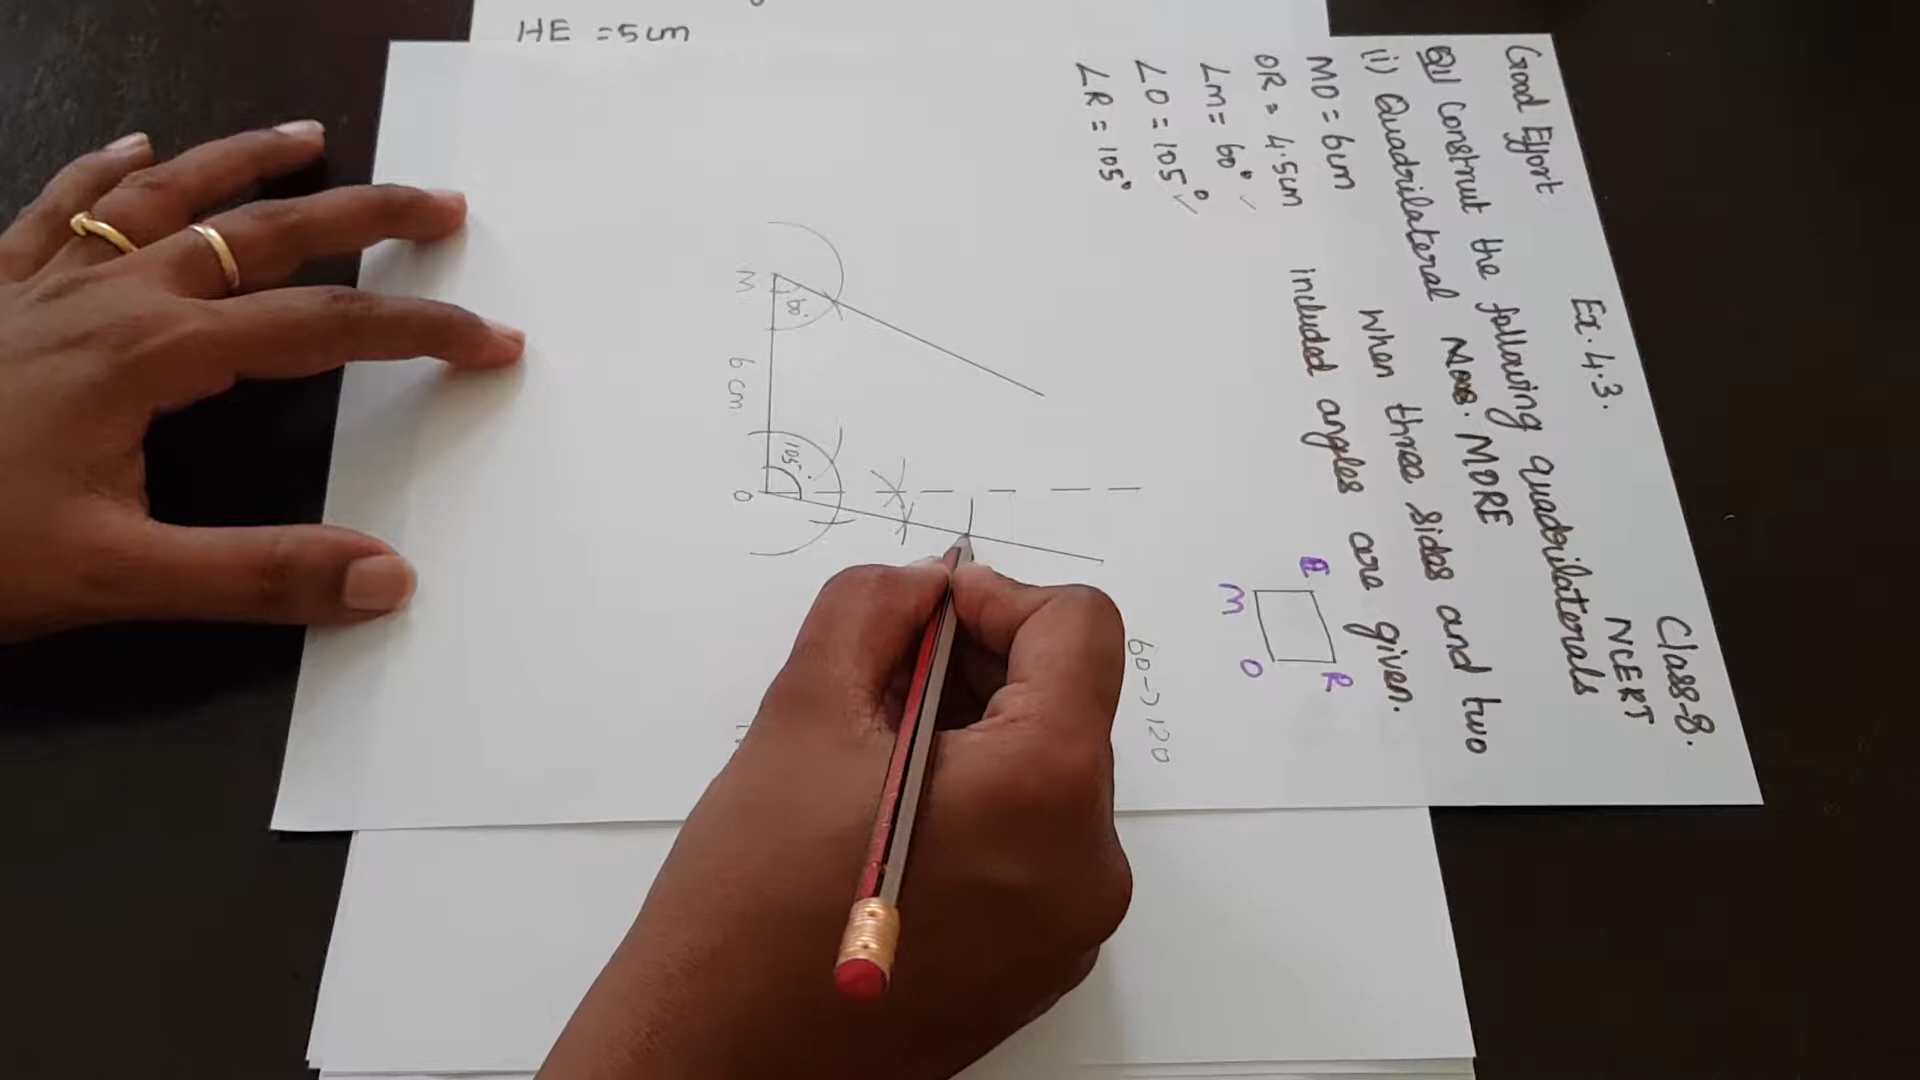 HE = 5cm
Class-8.
NCERT
Ex. 4.3.
Good Effort
Q1) Construct the following quadrilaterals
(i) Quadrilateral MORE. MORE
when three sides and two
included angles are given.
MO = 6cm
OR = 4.5cm
∠M = 60° ✓
∠O = 105° ✓
∠R = 105°
E
R
M
O
60 -> 120
M
60°
6 cm
105°
O